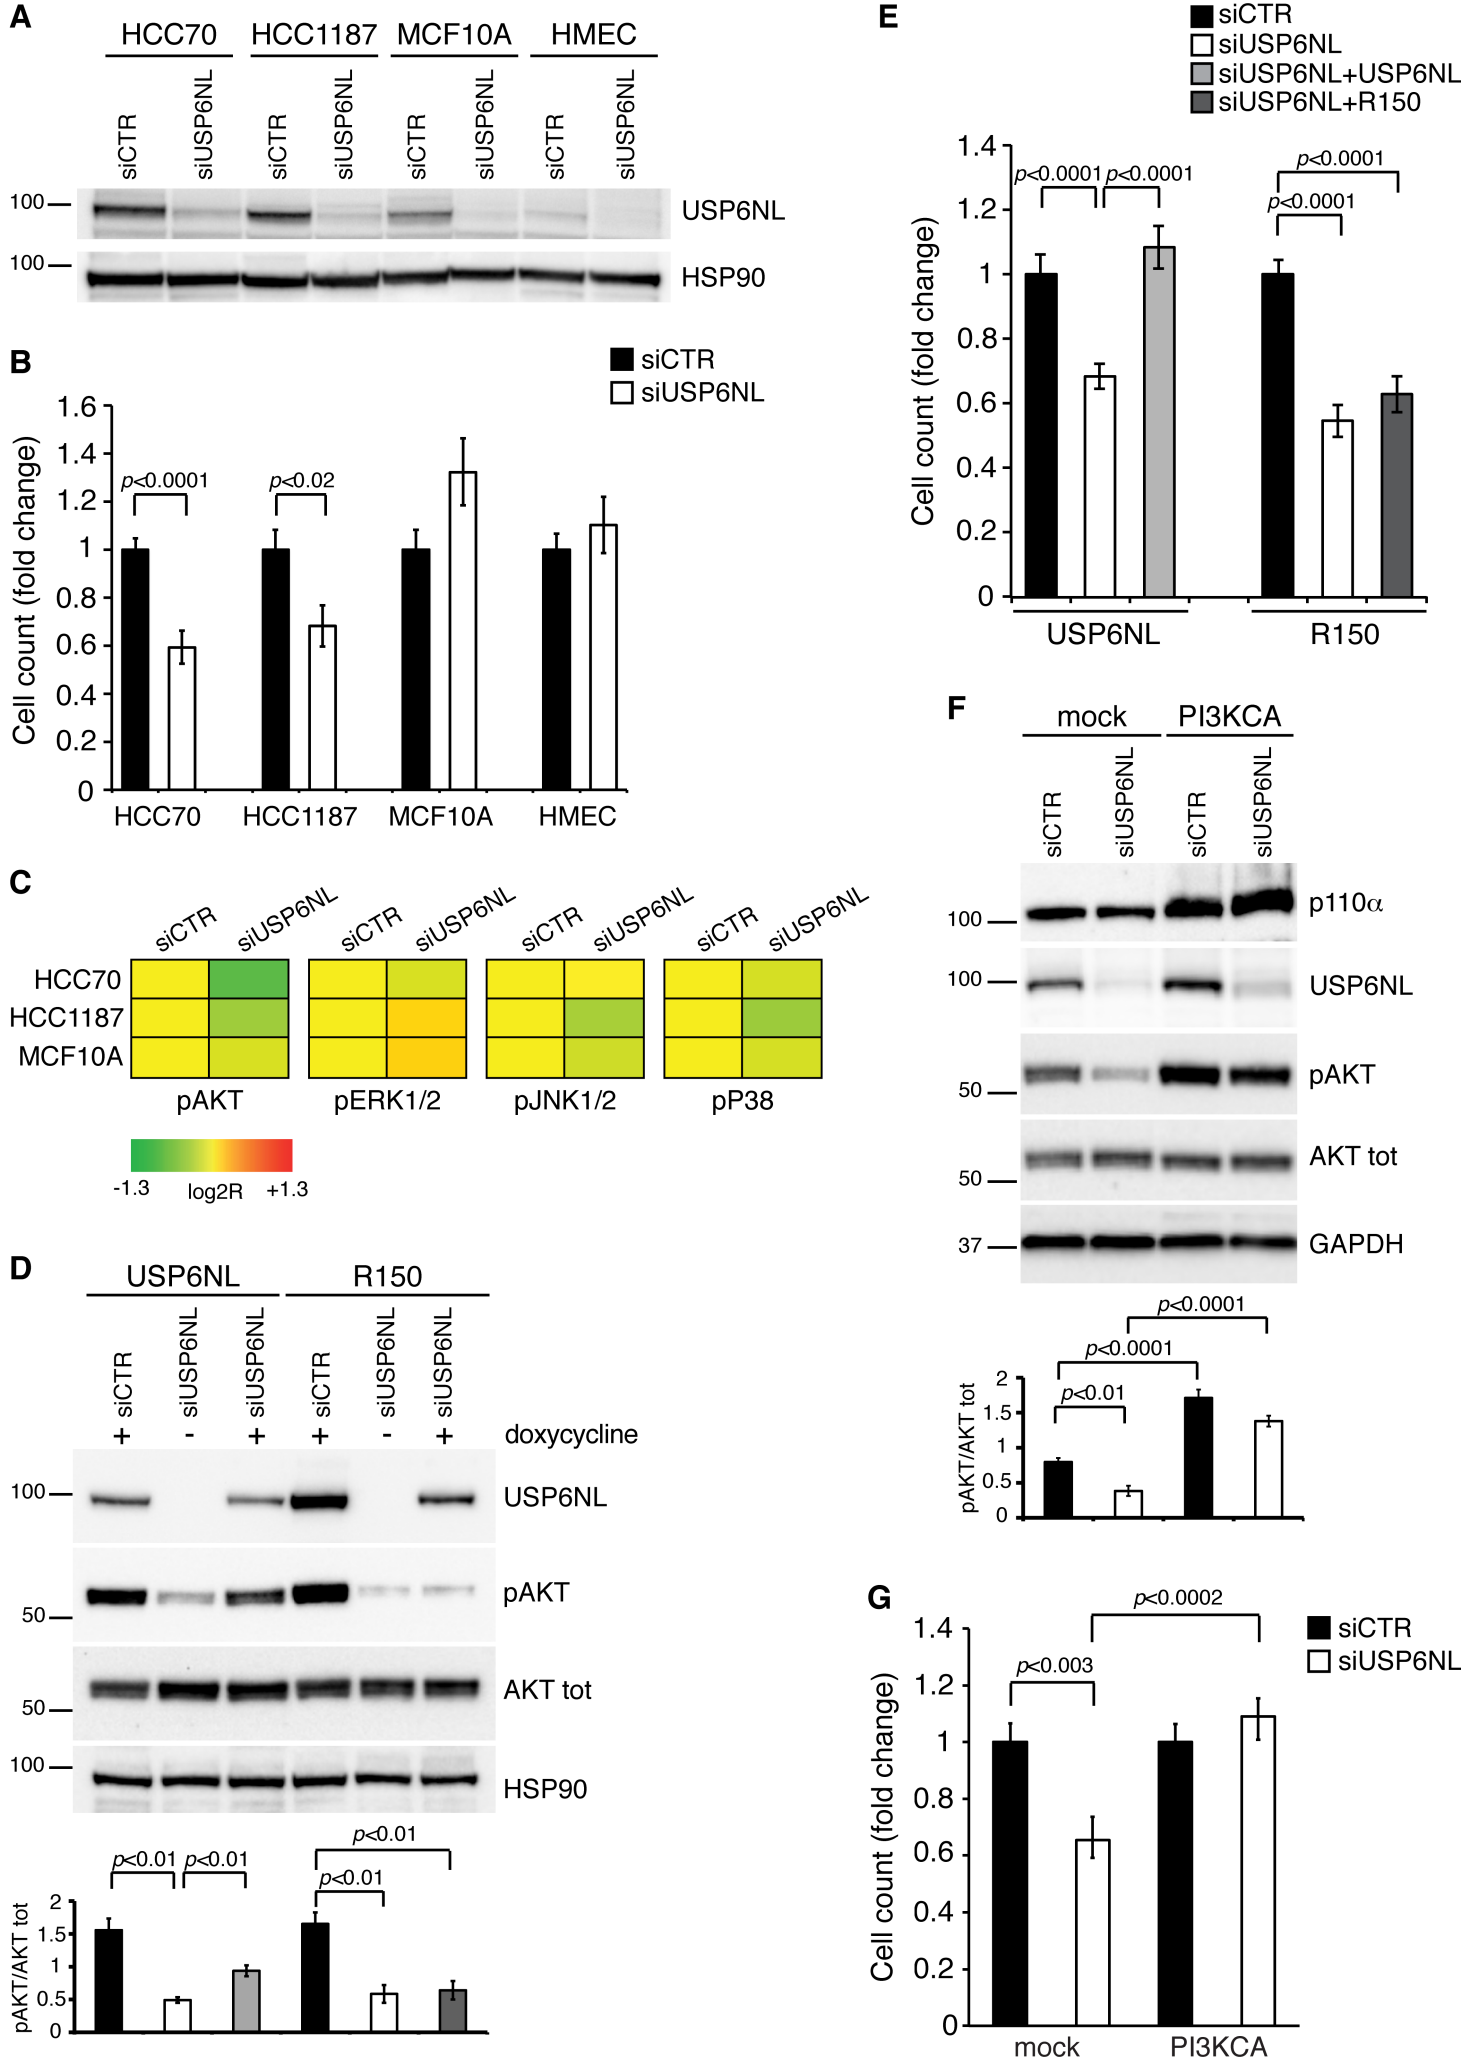 A
HCC70 HCC1187 MCF10A HMEC
siCTR siUSP6NL siCTR siUSP6NL siCTR siUSP6NL siCTR siUSP6NL
100 USP6NL
100 HSP90
B
siCTR
siUSP6NL
Cell count (fold change)
1.6
1.4
1.2
1
0.8
0.6
0.4
0.2
0
p<0.0001 p<0.02
HCC70 HCC1187 MCF10A HMEC
C
siCTR siUSP6NL siCTR siUSP6NL siCTR siUSP6NL siCTR siUSP6NL
HCC70
HCC1187
MCF10A
pAKT pERK1/2 pJNK1/2 pP38
-1.3 log2R +1.3
D
USP6NL R150
siCTR siUSP6NL siUSP6NL siCTR siUSP6NL siUSP6NL
+ - + + - + doxycycline
100 USP6NL
pAKT
50
AKT tot
50
100
HSP90
p<0.01
p<0.01 p<0.01
p<0.01
pAKT/AKT tot
2
1.5
1
0.5
0
E
siCTR
siUSP6NL
siUSP6NL+USP6NL
siUSP6NL+R150
Cell count (fold change)
1.4
1.2
1
0.8
0.6
0.4
0.2
0
p<0.0001 p<0.0001
p<0.0001
p<0.0001
USP6NL R150
F
mock PI3KCA
siCTR siUSP6NL siCTR siUSP6NL
p110α
100
100 USP6NL
pAKT
50
AKT tot
50
37 GAPDH
p<0.0001
p<0.0001
p<0.01
pAKT/AKT tot
2
1.5
1
0.5
0
G
siCTR
siUSP6NL
p<0.0002
p<0.003
Cell count (fold change)
1.4
1.2
1
0.8
0.6
0.4
0.2
0
mock PI3KCA